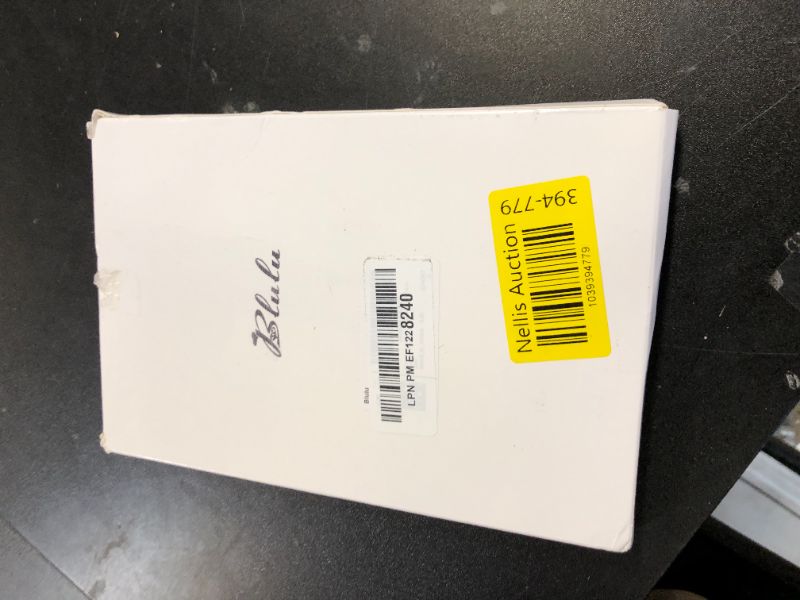 Blulu
Blulu
LPN PM EF1228240
Nellis Auction
1039394779
394-779